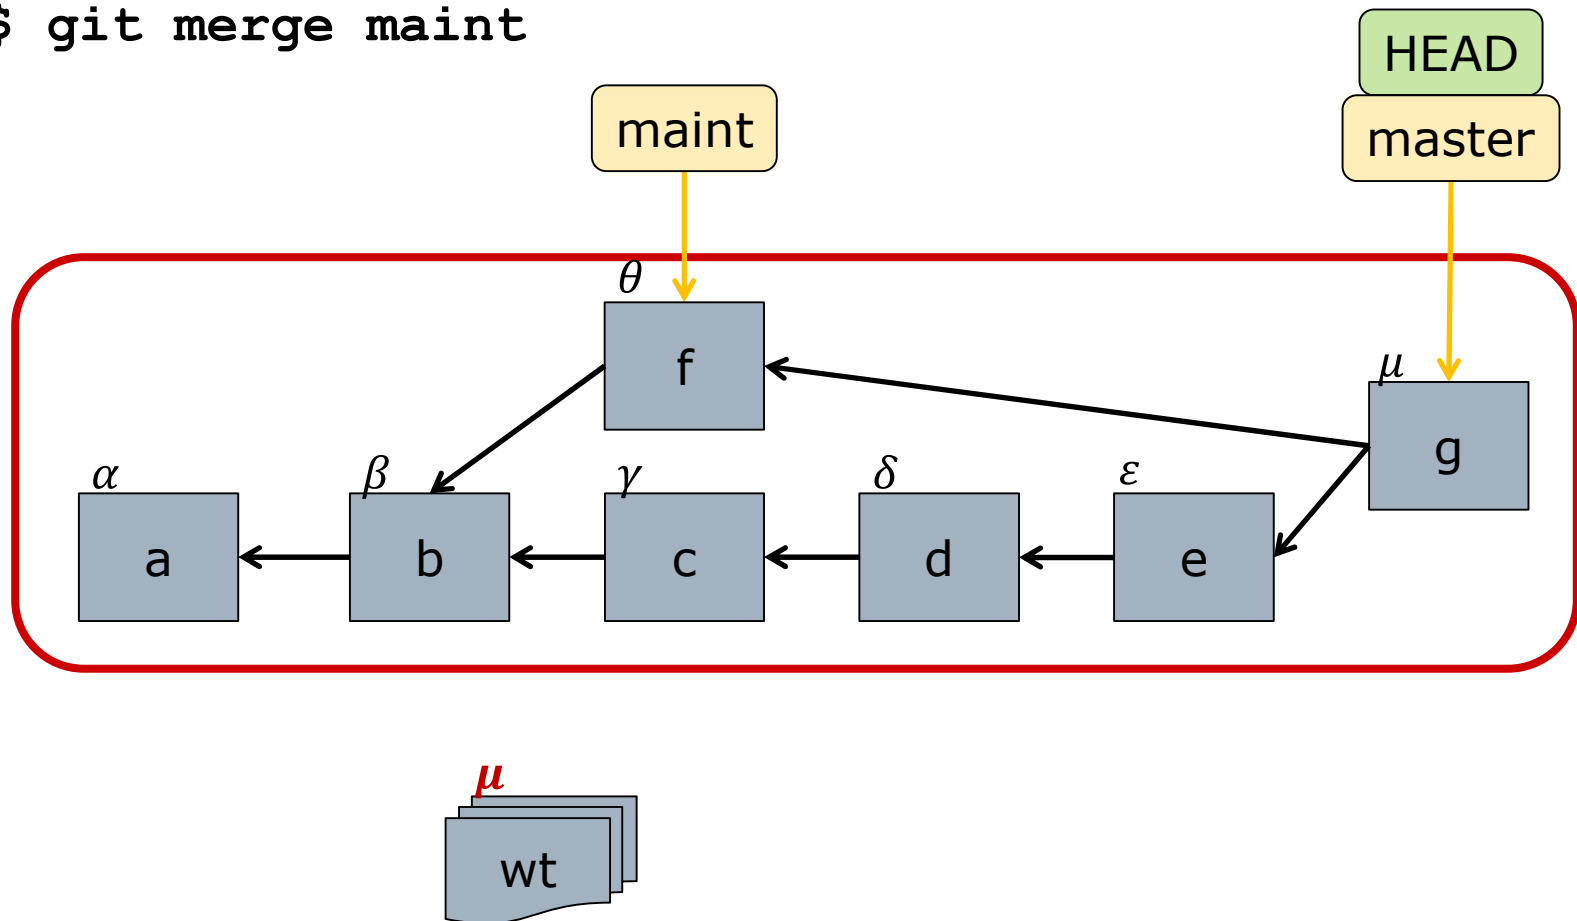 $ git merge maint
HEAD
maint
master
θ
f
μ
g
α
β
γ
δ
ε
a
b
c
d
e
μ
wt